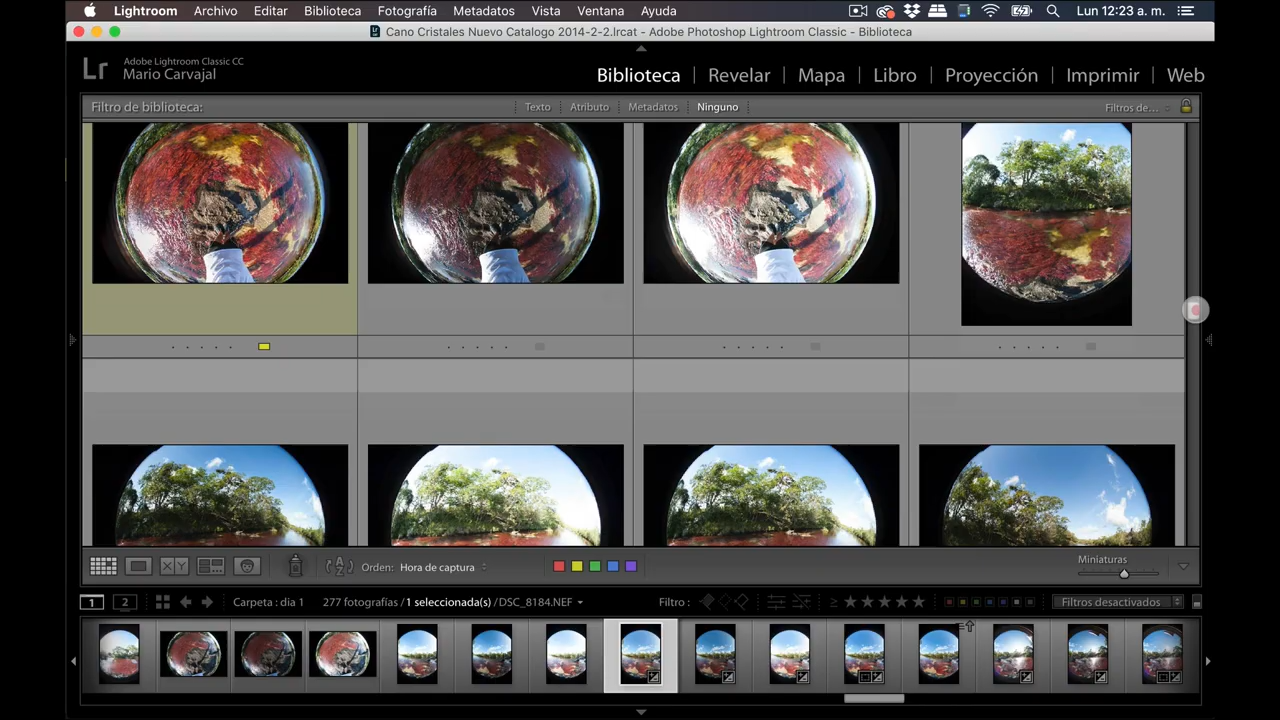 Lightroom Archivo Editar Biblioteca Fotografía Metadatos Vista Ventana Ayuda Lun 12:23 a. m.
Cano Cristales Nuevo Catalogo 2014-2-2.lrcat - Adobe Photoshop Lightroom Classic - Biblioteca
Lr Adobe Lightroom Classic CC
Mario Carvajal
Biblioteca | Revelar | Mapa | Libro | Proyección | Imprimir | Web
Filtro de biblioteca: Texto Atributo Metadatos Ninguno Filtros de...
XY Orden: Hora de captura Miniaturas
1 2 Carpeta : dia 1 277 fotografías /1 seleccionada(s) /DSC_8184.NEF Filtro : ≥ Filtros desactivados